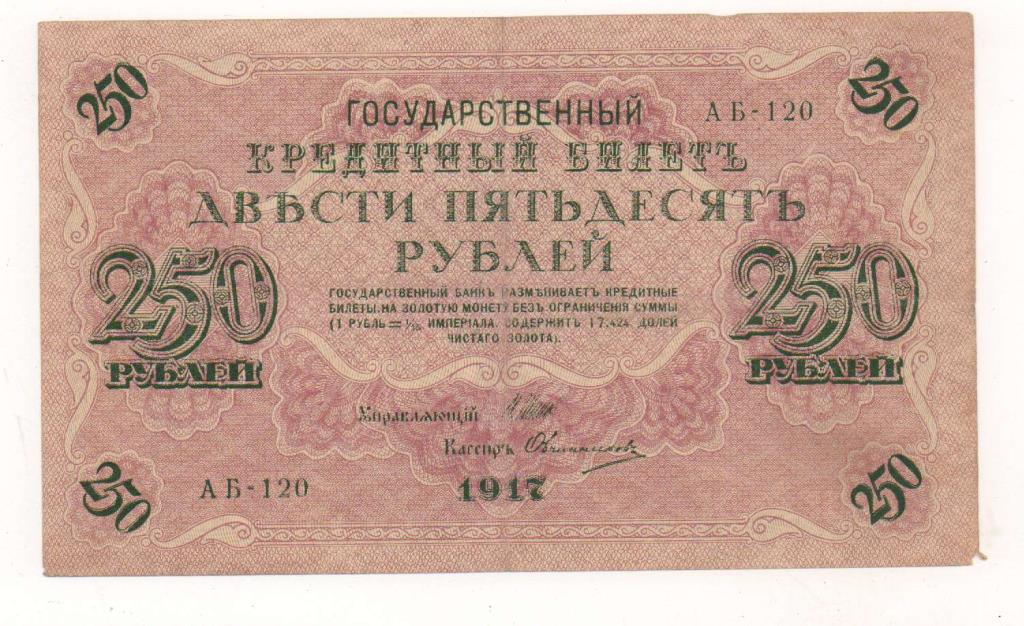 250 250
ГОСУДАРСТВЕННЫЙ АБ-120
КРЕДИТНЫЙ БИЛЕТЪ
ДВѢСТИ ПЯТЬДЕСЯТЪ
РУБЛЕЙ
250 250
РУБЛЕЙ РУБЛЕЙ
ГОСУДАРСТВЕННЫЙ БАНКЪ РАЗМѢНИВАЕТЪ КРЕДИТНЫЕ
БИЛЕТЫ НА ЗОЛОТУЮ МОНЕТУ БЕЗЪ ОГРАНИЧЕНІЯ СУММЫ
(1 РУБЛЬ = 1/15 ИМПЕРІАЛА, СОДЕРЖИТЪ 17,424 ДОЛЕЙ
ЧИСТАГО ЗОЛОТА).
Управляющій
Кассиръ Овчинниковъ
250 АБ-120 1917 250